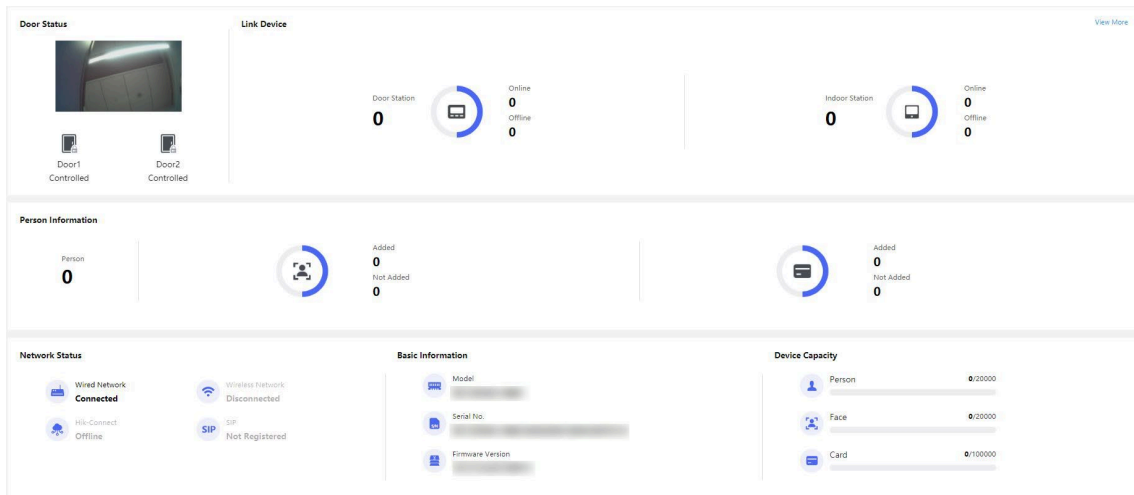 Door Status
Link Device
View More
Door Station
0
Online
0
Offline
0
Indoor Station
0
Online
0
Offline
0
Door1
Controlled
Door2
Controlled
Person Information
Person
0
Added
0
Not Added
0
Added
0
Not Added
0
Network Status
Wired Network
Connected
Wireless Network
Disconnected
Hik-Connect
Offline
SIP
SIP
Not Registered
Basic Information
Model
Serial No.
Firmware Version
Device Capacity
Person 0/20000
Face 0/20000
Card 0/100000